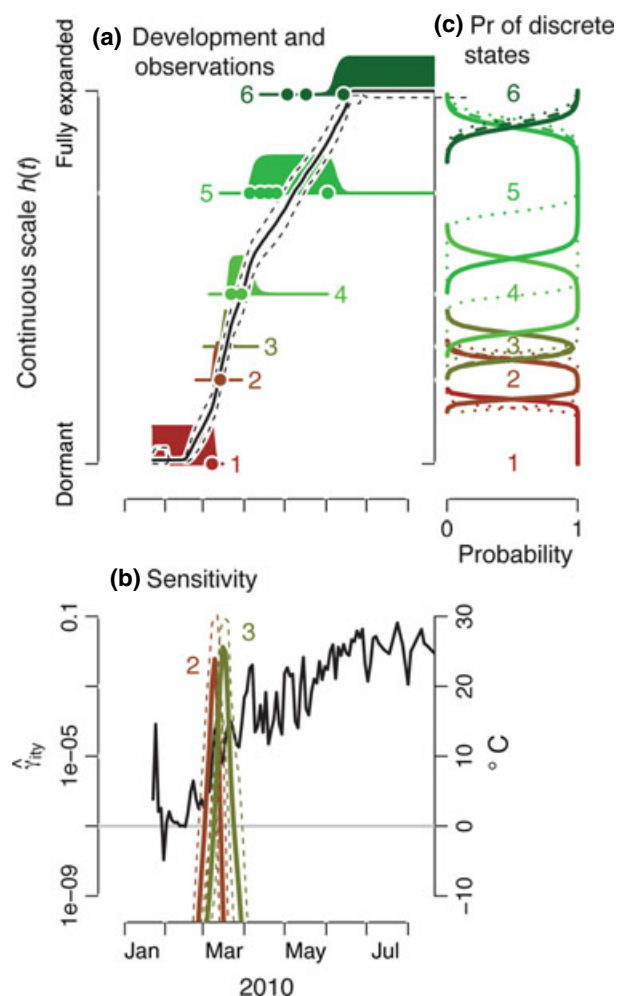 (a) Development and
observations
Fully expanded
Continuous scale h(t)
Dormant
6
5
4
3
2
1
(c) Pr of discrete
states
6
5
4
3
2
1
0 1
Probability
(b) Sensitivity
0.1
1e-05
1e-09
γ̂ity
2
3
30
20
10
0
-10
° C
Jan Mar May Jul
2010